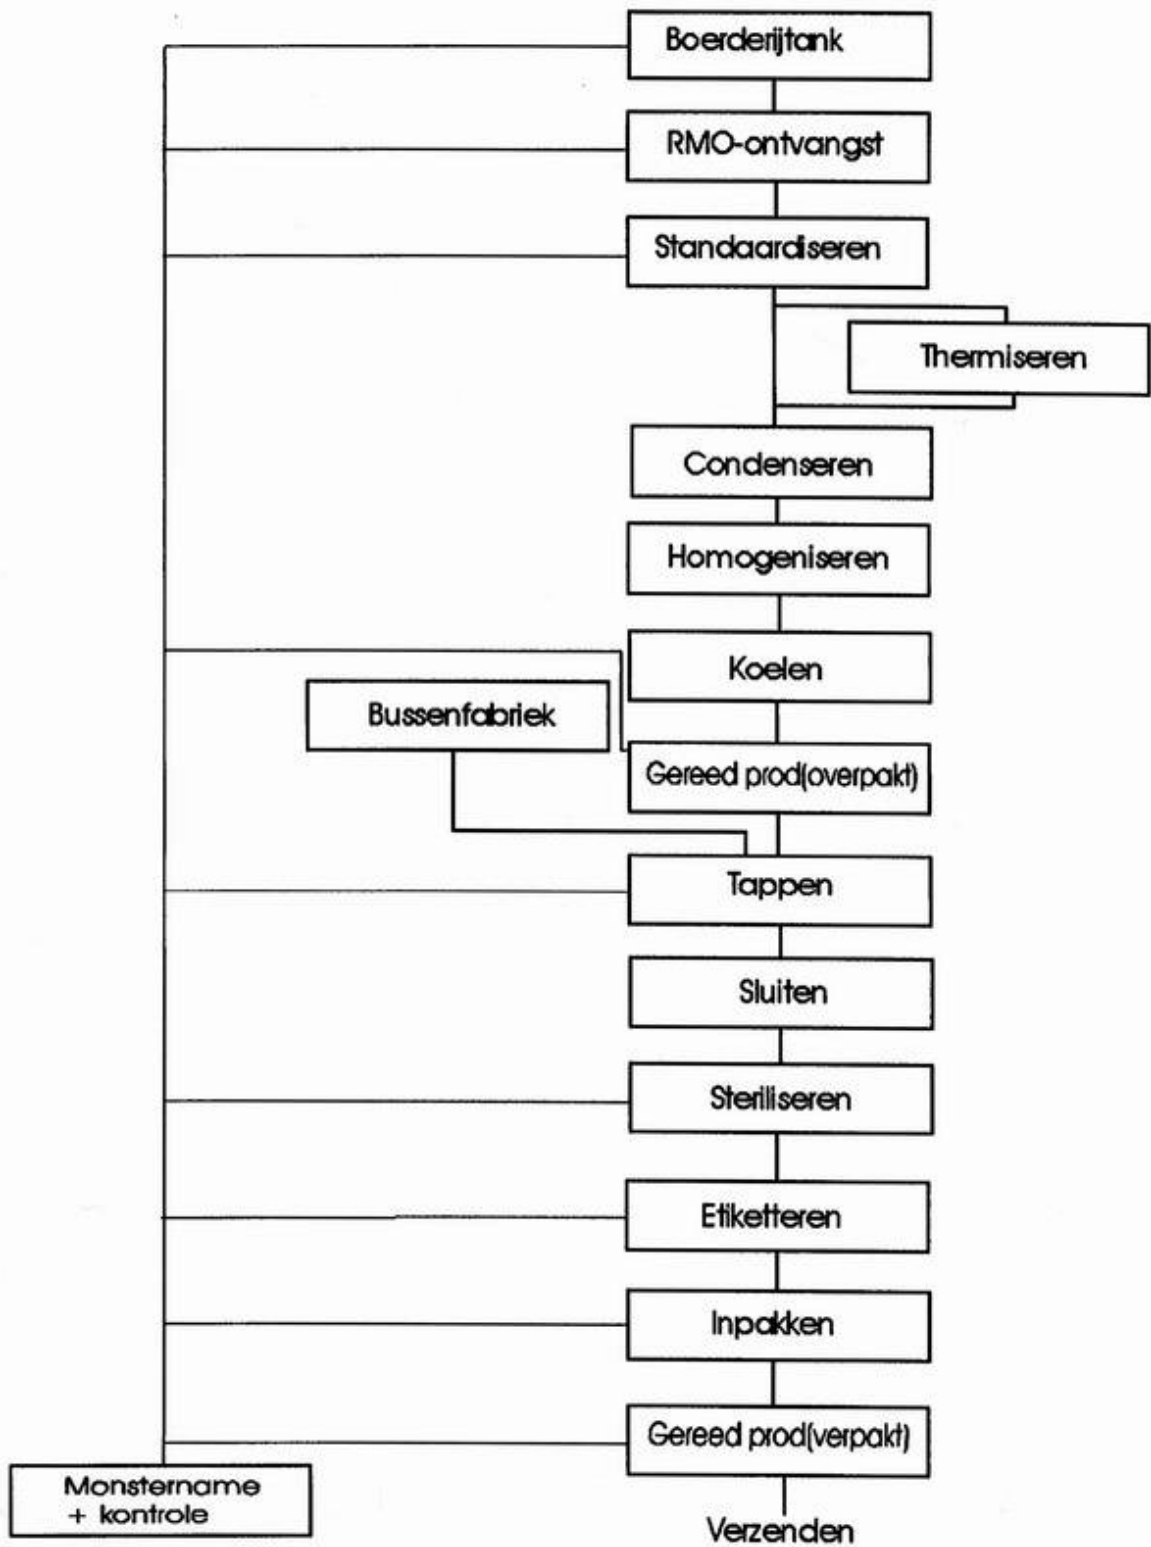 Boerderijtank
RMO-ontvangst
Standaardiseren
Thermiseren
Condenseren
Homogeniseren
Koelen
Bussenfabriek
Gereed prod(overpakt)
Tappen
Sluiten
Steriliseren
Etiketteren
Inpakken
Gereed prod(verpakt)
Monstername
+ kontrole
Verzenden